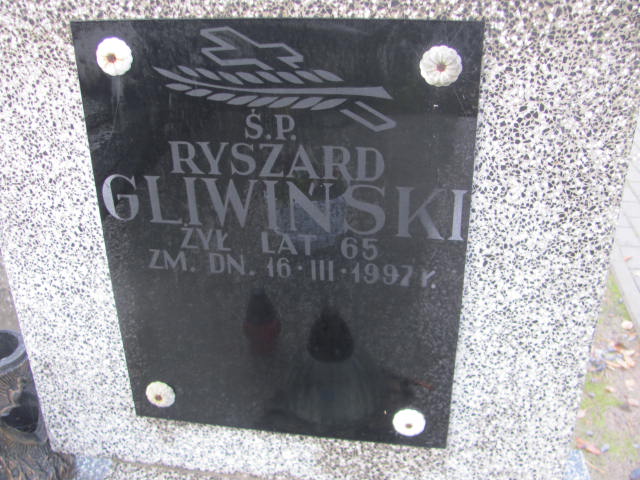 Ś.P.
RYSZARD
GLIWIŃSKI
ŻYŁ LAT 65
ZM. DN. 16·III·1997 r.